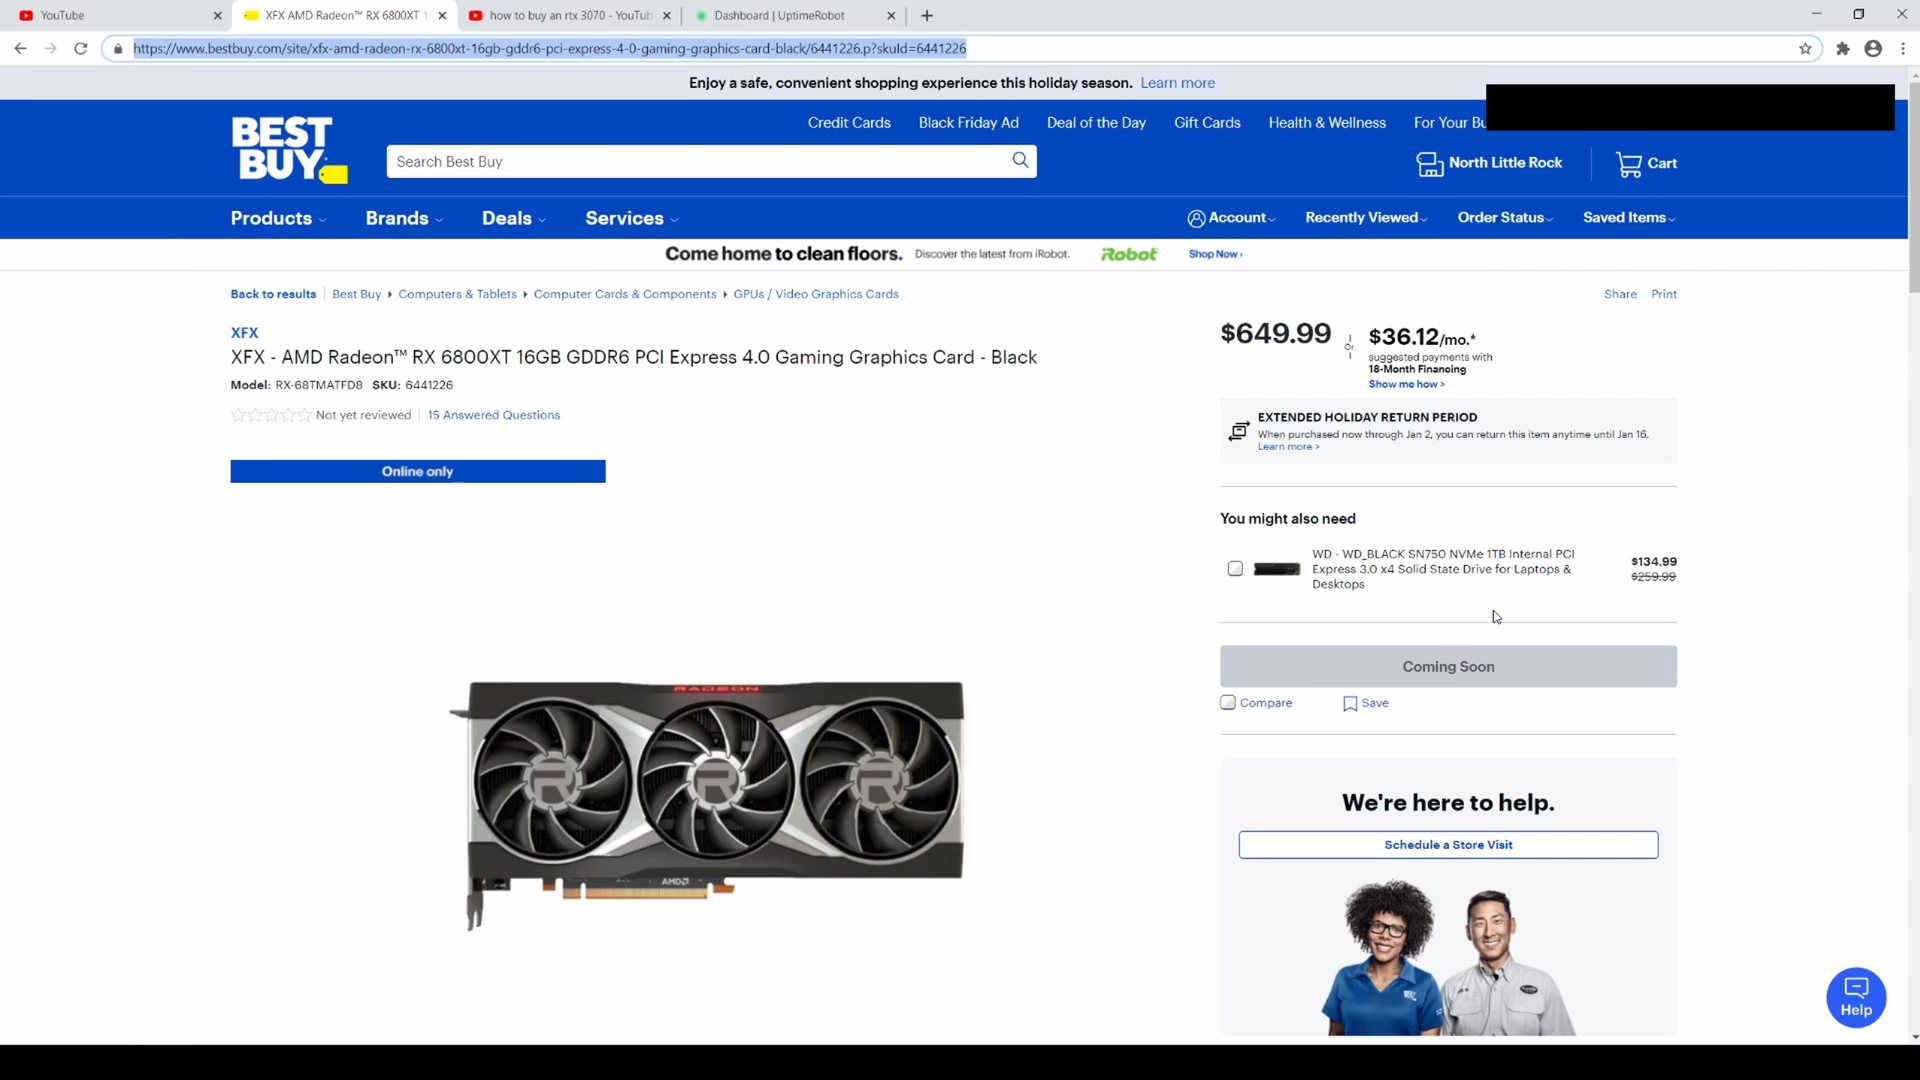 YouTube
XFX AMD Radeon™ RX 6800XT 1
how to buy an rtx 3070 - YouTub
Dashboard | UptimeRobot
https://www.bestbuy.com/site/xfx-amd-radeon-rx-6800xt-16gb-gddr6-pci-express-4-0-gaming-graphics-card-black/6441226.p?skuId=6441226
Enjoy a safe, convenient shopping experience this holiday season. Learn more
BEST
BUY
Credit Cards
Black Friday Ad
Deal of the Day
Gift Cards
Health & Wellness
For Your Bu
Search Best Buy
North Little Rock
Cart
Products
Brands
Deals
Services
Account
Recently Viewed
Order Status
Saved Items
Come home to clean floors. Discover the latest from iRobot. iRobot Shop Now ›
Back to results
Best Buy
Computers & Tablets
Computer Cards & Components
GPUs / Video Graphics Cards
Share
Print
XFX
XFX - AMD Radeon™ RX 6800XT 16GB GDDR6 PCI Express 4.0 Gaming Graphics Card - Black
Model: RX-68TMATFD8 SKU: 6441226
Not yet reviewed
15 Answered Questions
Online only
RADEON
R
R
R
AMD
$649.99
Or
$36.12/mo.*
suggested payments with
18-Month Financing
Show me how >
EXTENDED HOLIDAY RETURN PERIOD
When purchased now through Jan 2, you can return this item anytime until Jan 16.
Learn more >
You might also need
WD - WD_BLACK SN750 NVMe 1TB Internal PCI
Express 3.0 x4 Solid State Drive for Laptops &
Desktops
$134.99
$259.99
Coming Soon
Compare
Save
We're here to help.
Schedule a Store Visit
Help